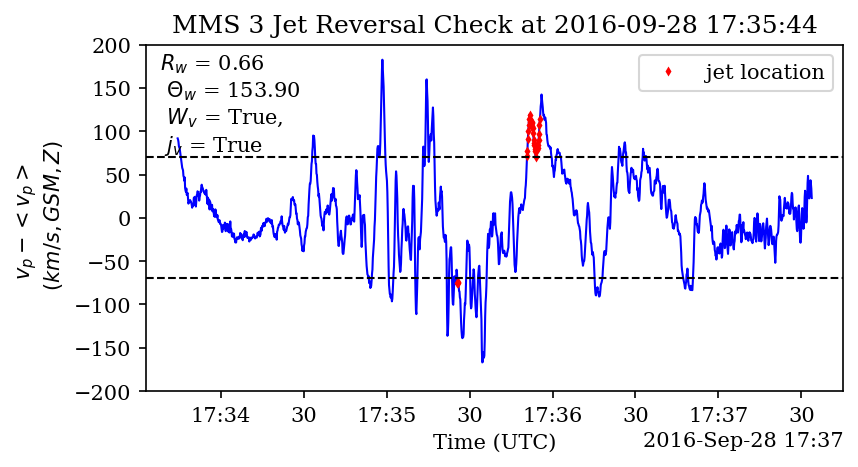 MMS 3 Jet Reversal Check at 2016-09-28 17:35:44
R_w = 0.66
Θ_w = 153.90
W_v = True,
j_v = True
jet location
200
150
100
50
0
−50
−100
−150
−200
v_p − < v_p >
(km/s, GSM, Z)
17:34 30 17:35 30 17:36 30 17:37 30
Time (UTC)
2016-Sep-28 17:37